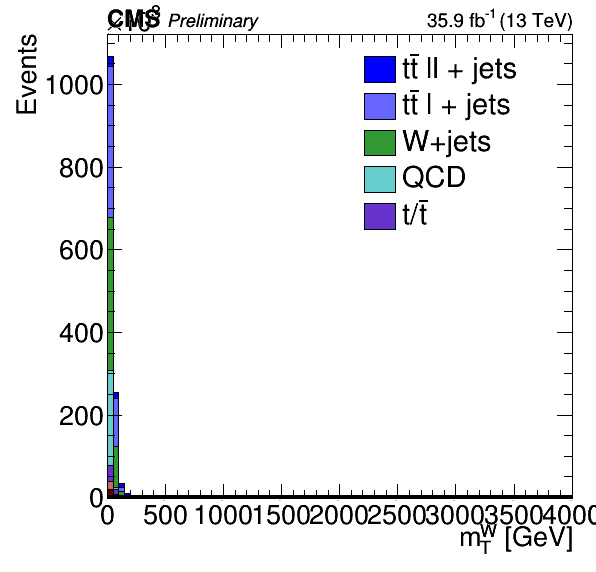 CMS Preliminary 35.9 fb⁻¹ (13 TeV)
Events
tt̄ ll + jets
tt̄ l + jets
W+jets
QCD
t/t̄
1000
800
600
400
200
0
0 500 1000 1500 2000 2500 3000 3500 4000
m_T^W [GeV]